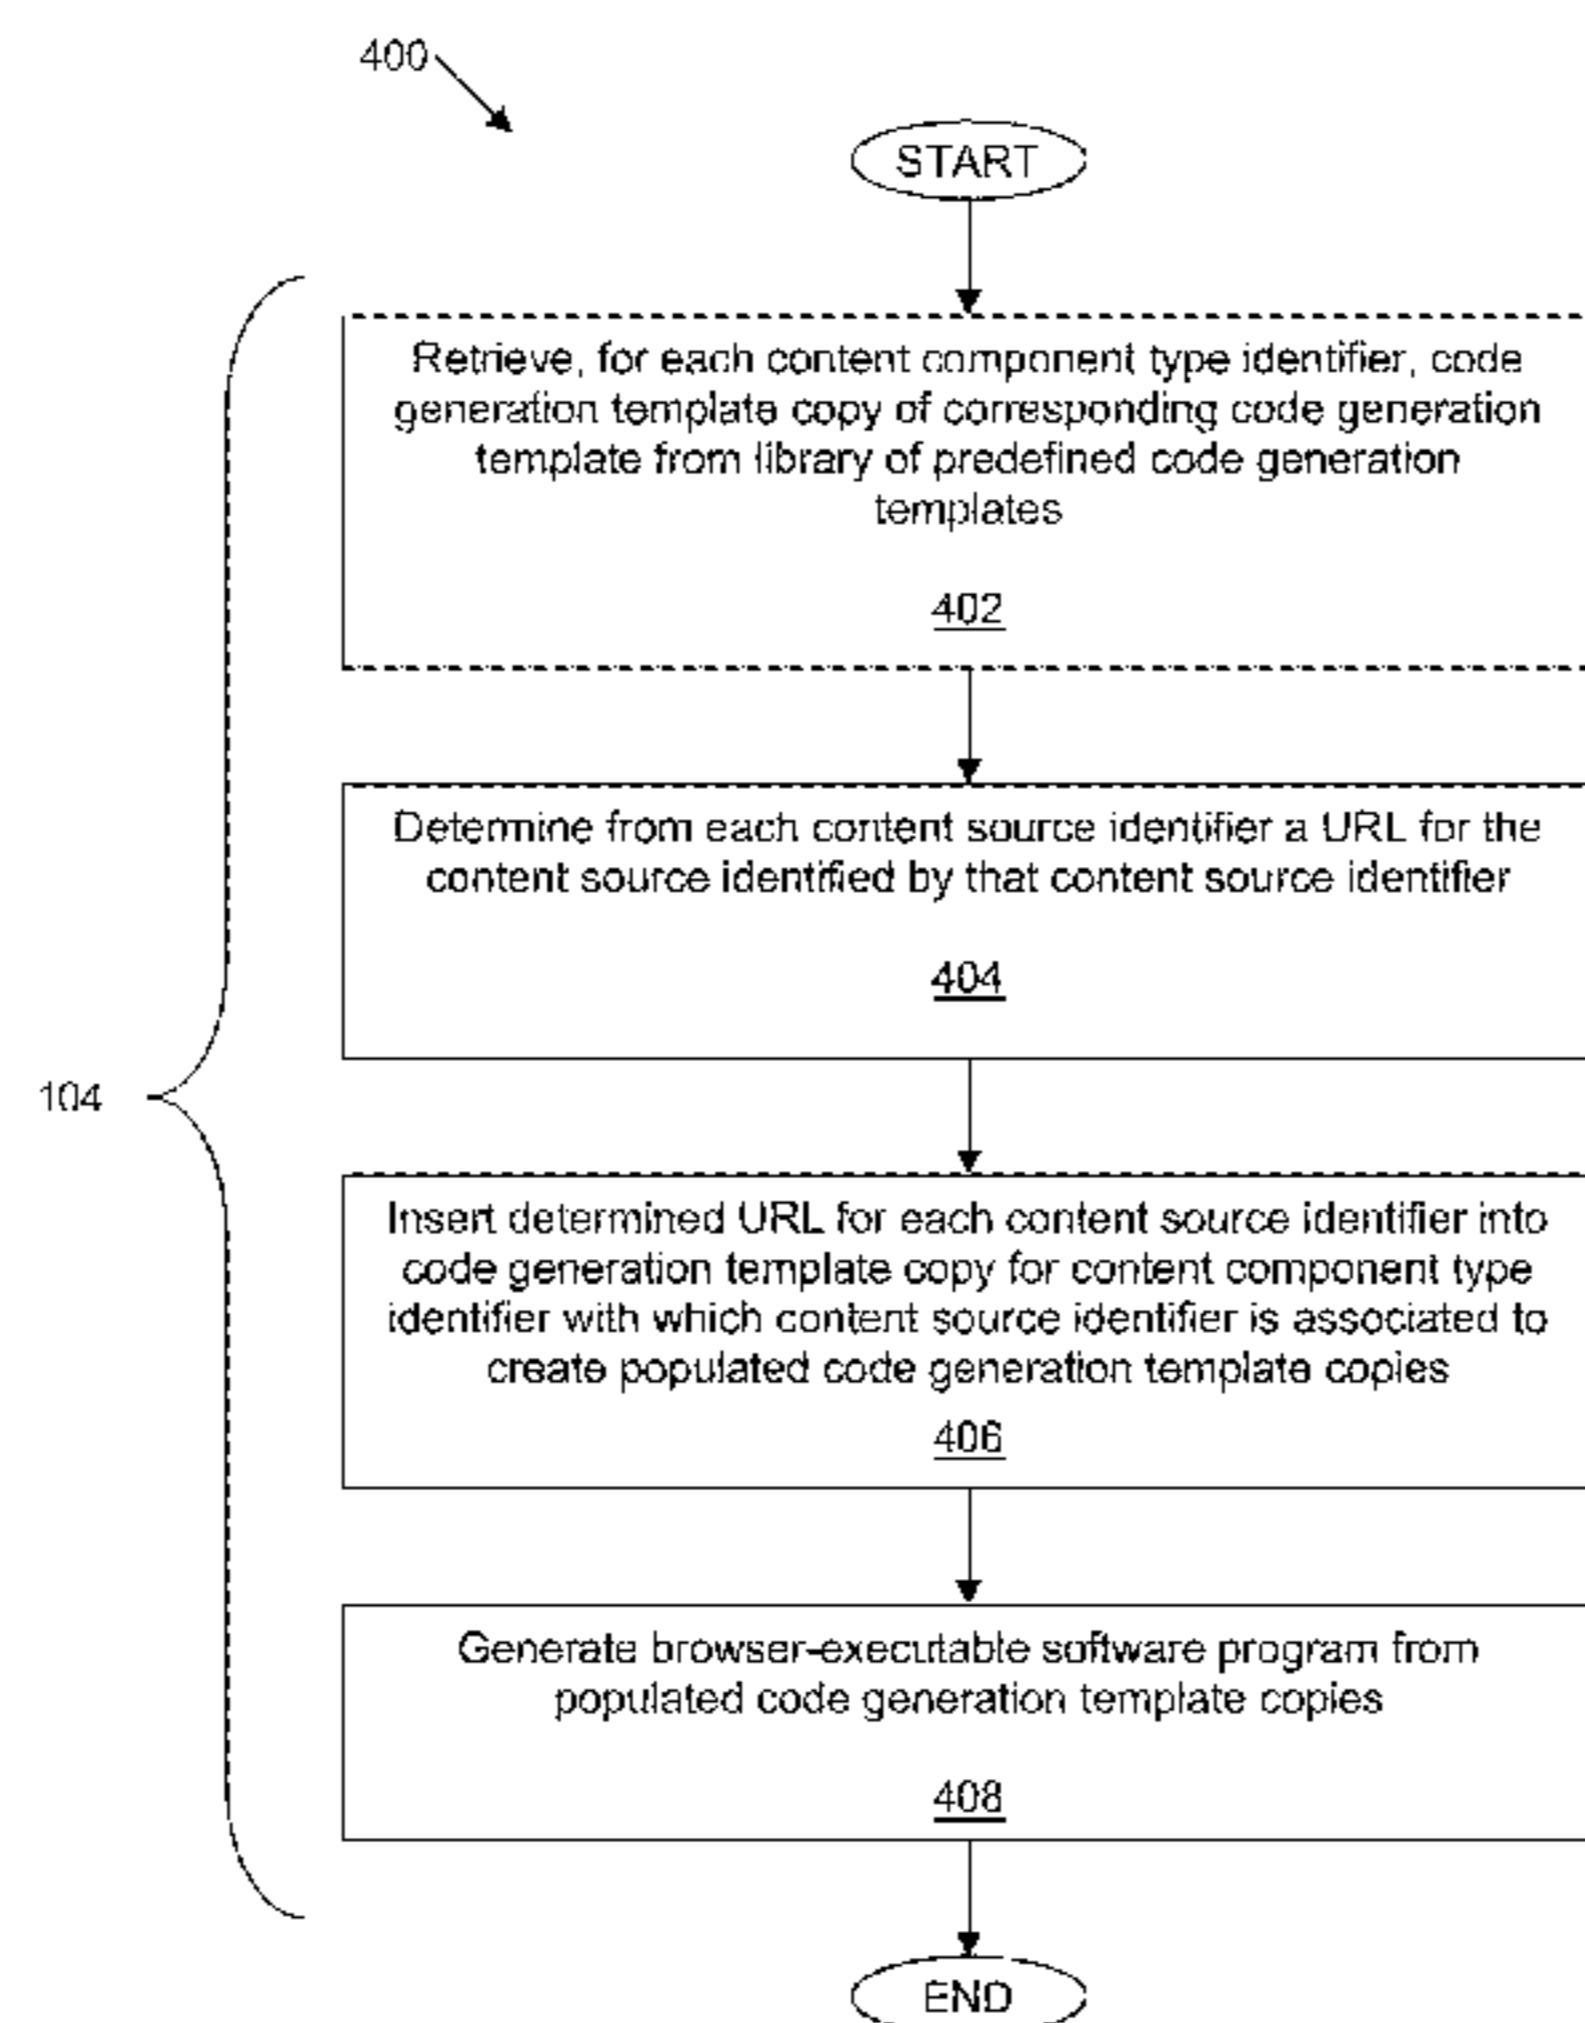 400
START
Retrieve, for each content component type identifier, code
generation template copy of corresponding code generation
template from library of predefined code generation
templates
402
Determine from each content source identifier a URL for the
content source identified by that content source identifier
404
104
Insert determined URL for each content source identifier into
code generation template copy for content component type
identifier with which content source identifier is associated to
create populated code generation template copies
406
Generate browser-executable software program from
populated code generation template copies
408
END